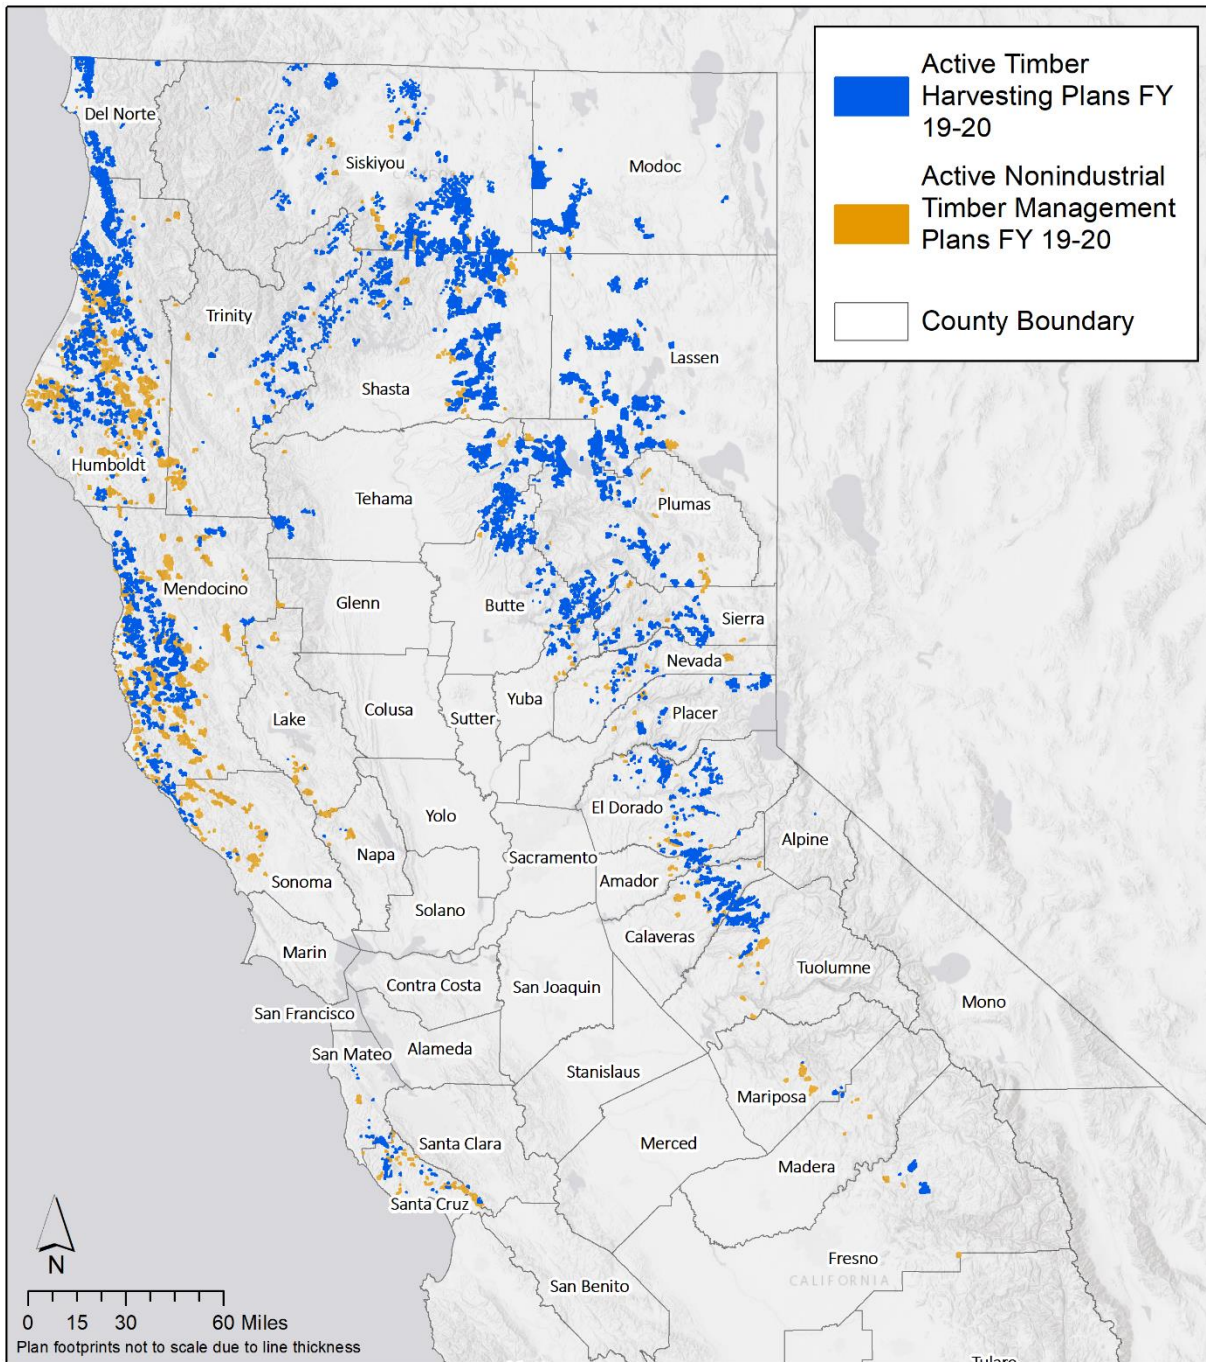 Active Timber
Harvesting Plans FY
19-20
Active Nonindustrial
Timber Management
Plans FY 19-20
County Boundary
Del Norte
Siskiyou
Modoc
Trinity
Shasta
Lassen
Humboldt
Tehama
Plumas
Mendocino
Glenn
Butte
Sierra
Nevada
Yuba
Colusa
Sutter
Lake
Placer
Yolo
El Dorado
Napa
Sacramento
Alpine
Amador
Sonoma
Solano
Calaveras
Marin
Tuolumne
Contra Costa
San Joaquin
Mono
San Francisco
Alameda
San Mateo
Stanislaus
Mariposa
Santa Clara
Merced
Madera
Santa Cruz
Fresno
CALIFORNIA
San Benito
N
0 15 30 60 Miles
Plan footprints not to scale due to line thickness